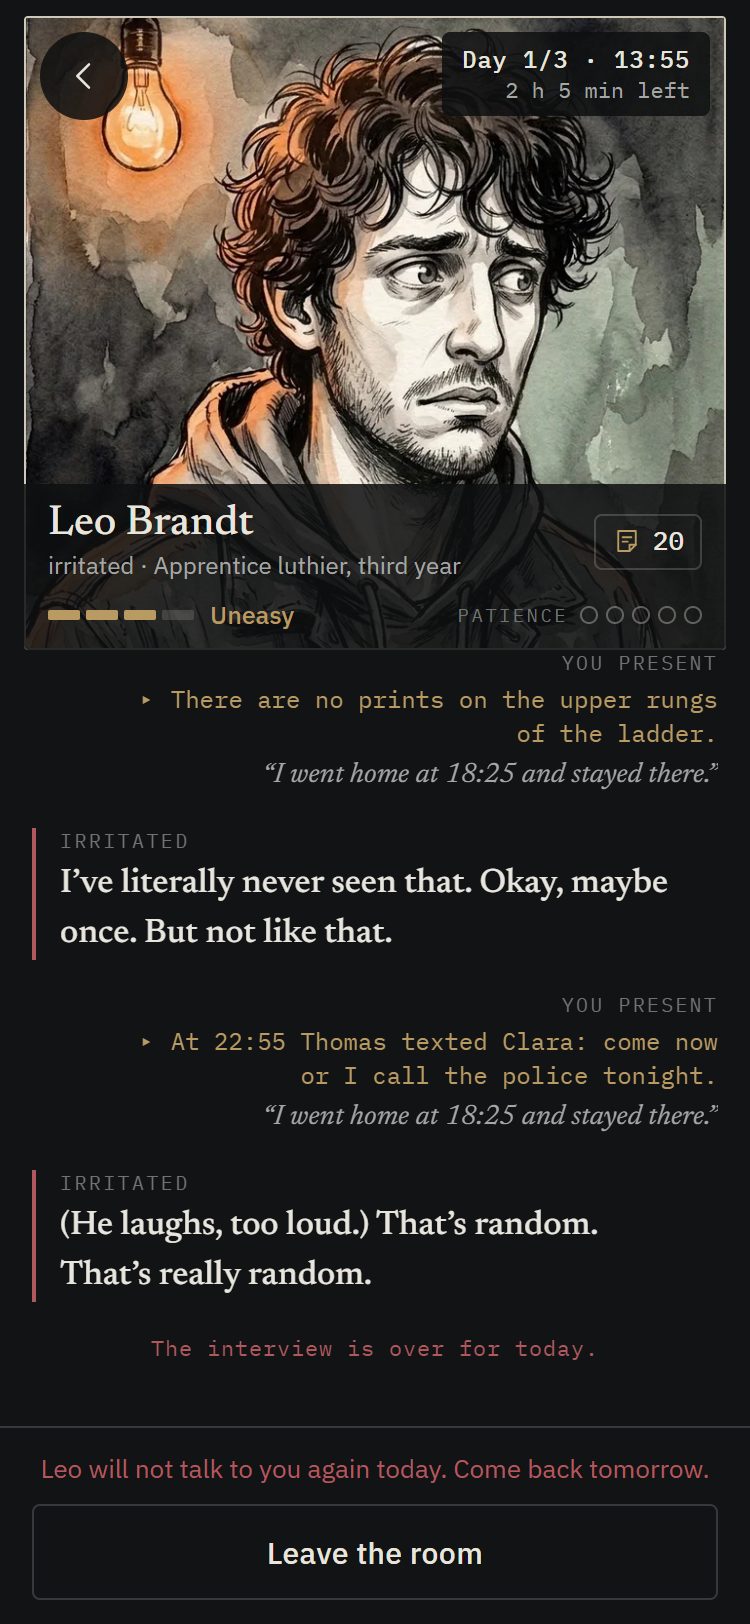 Day 1/3 · 13:55
2 h 5 min left
Leo Brandt
20
irritated · Apprentice luthier, third year
Uneasy
PATIENCE
YOU PRESENT
▸ There are no prints on the upper rungs
of the ladder.
“I went home at 18:25 and stayed there.”
IRRITATED
I’ve literally never seen that. Okay, maybe
once. But not like that.
YOU PRESENT
▸ At 22:55 Thomas texted Clara: come now
or I call the police tonight.
“I went home at 18:25 and stayed there.”
IRRITATED
(He laughs, too loud.) That’s random.
That’s really random.
The interview is over for today.
Leo will not talk to you again today. Come back tomorrow.
Leave the room